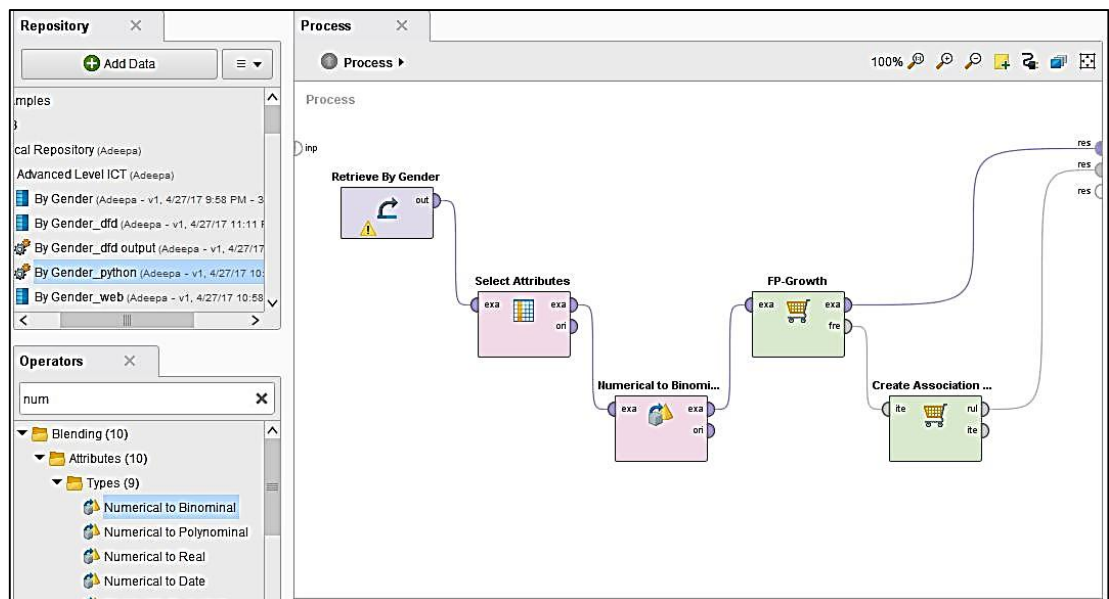 Repository
Add Data
mples
cal Repository (Adeepa)
Advanced Level ICT (Adeepa)
By Gender (Adeepa - v1, 4/27/17 9:58 PM - 3
By Gender_dfd (Adeepa - v1, 4/27/17 11:11
By Gender_dfd output (Adeepa - v1, 4/27/17
By Gender_python (Adeepa - v1, 4/27/17 10:
By Gender_web (Adeepa - v1, 4/27/17 10:58
Operators
num
Blending (10)
Attributes (10)
Types (9)
Numerical to Binominal
Numerical to Polynominal
Numerical to Real
Numerical to Date
Process
Process
100%
Process
inp
res
res
res
Retrieve By Gender
out
Select Attributes
exa exa
ori
FP-Growth
exa exa
fre
Numerical to Binomi...
exa exa
ori
Create Association ...
ite rul
ite